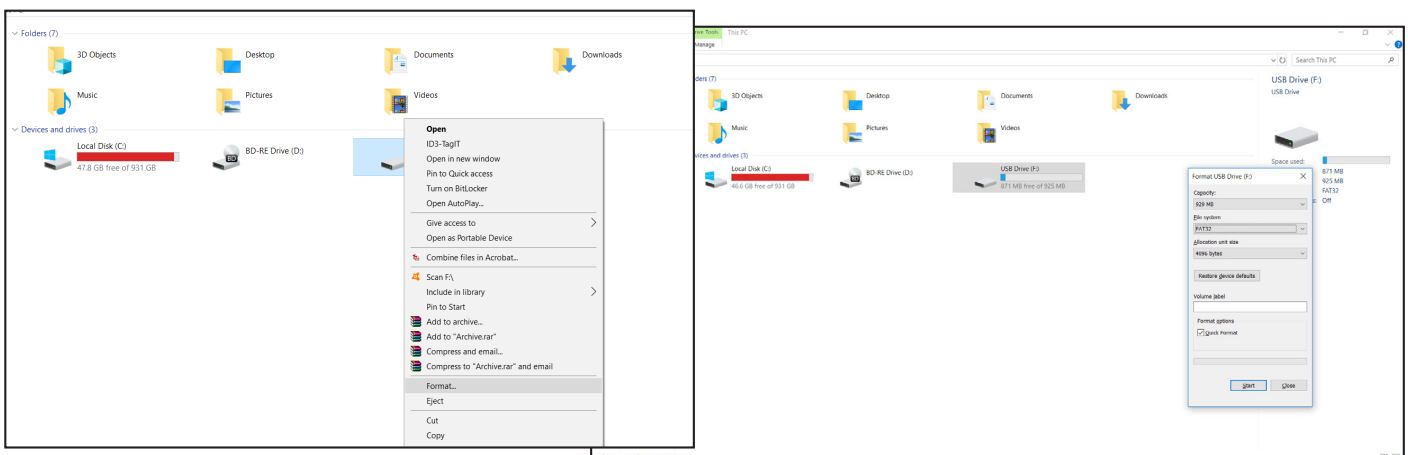 Folders (7)
3D Objects
Desktop
Documents
Downloads
Music
Pictures
Videos
Devices and drives (3)
Local Disk (C:)
47.8 GB free of 931 GB
BD-RE Drive (D:)
Open
ID3-TagIT
Open in new window
Pin to Quick access
Turn on BitLocker
Open AutoPlay...
Give access to
Open as Portable Device
Combine files in Acrobat...
Scan F:\
Include in library
Pin to Start
Add to archive...
Add to "Archive.rar"
Compress and email...
Compress to "Archive.rar" and email
Format...
Eject
Cut
Copy
This PC
Manage
Search This PC
ders (7)
3D Objects
Desktop
Documents
Downloads
Music
Pictures
Videos
vices and drives (3)
Local Disk (C:)
46.6 GB free of 931 GB
BD-RE Drive (D:)
USB Drive (F:)
871 MB free of 925 MB
USB Drive (F:)
USB Drive
Space used:
871 MB
925 MB
FAT32
Off
Format USB Drive (F:)
Capacity:
929 MB
File system
FAT32
Allocation unit size
4096 bytes
Restore device defaults
Volume label
Format options
Quick Format
Start
Close